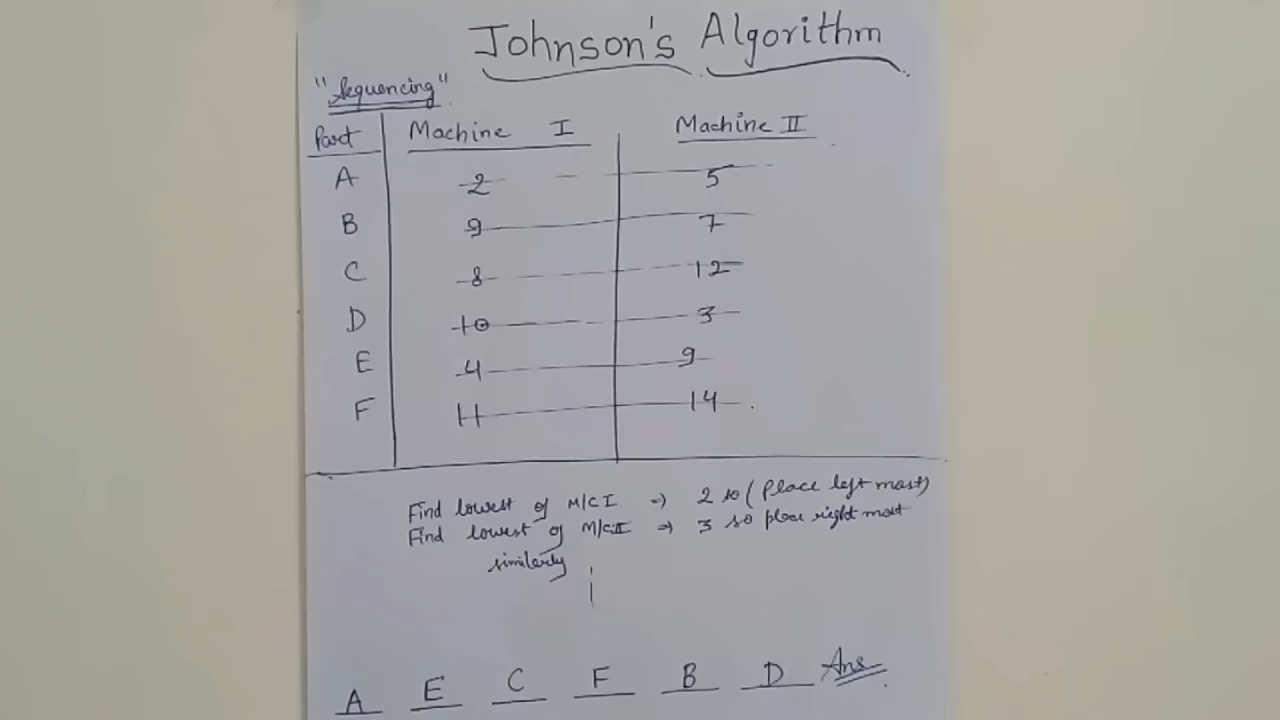 Johnson's Algorithm
"Sequencing"
Part Machine I Machine II
A 2 5
B 9 7
C 8 12
D 10 3
E 4 9
F 11 14
Find lowest of M/C I => 2 so (Place left most)
Find lowest of M/C II => 3 so place right most
similarly
A E C F B D Ans